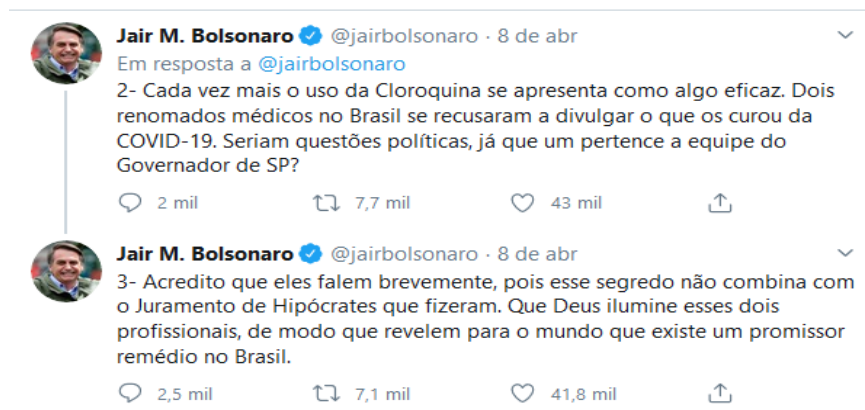 Jair M. Bolsonaro @jairbolsonaro · 8 de abr
Em resposta a @jairbolsonaro
2- Cada vez mais o uso da Cloroquina se apresenta como algo eficaz. Dois
renomados médicos no Brasil se recusaram a divulgar o que os curou da
COVID-19. Seriam questões políticas, já que um pertence a equipe do
Governador de SP?
2 mil 7,7 mil 43 mil
Jair M. Bolsonaro @jairbolsonaro · 8 de abr
3- Acredito que eles falem brevemente, pois esse segredo não combina com
o Juramento de Hipócrates que fizeram. Que Deus ilumine esses dois
profissionais, de modo que revelem para o mundo que existe um promissor
remédio no Brasil.
2,5 mil 7,1 mil 41,8 mil